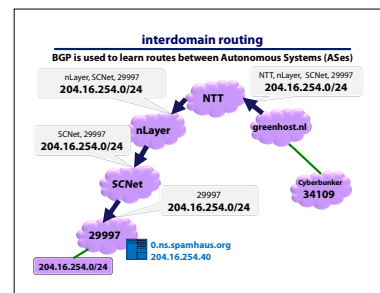 interdomain routing
BGP is used to learn routes between Autonomous Systems (ASes)
nLayer, SCNet, 29997
204.16.254.0/24
NTT, nLayer, SCNet, 29997
204.16.254.0/24
NTT
nLayer
greenhost.nl
SCNet, 29997
204.16.254.0/24
SCNet
Cyberbunker
34109
29997
204.16.254.0/24
29997
0.ns.spamhaus.org
204.16.254.40
204.16.254.0/24